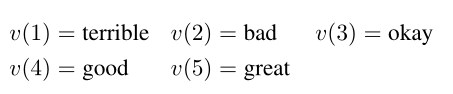 v(1) = terrible v(2) = bad v(3) = okay
v(4) = good v(5) = great